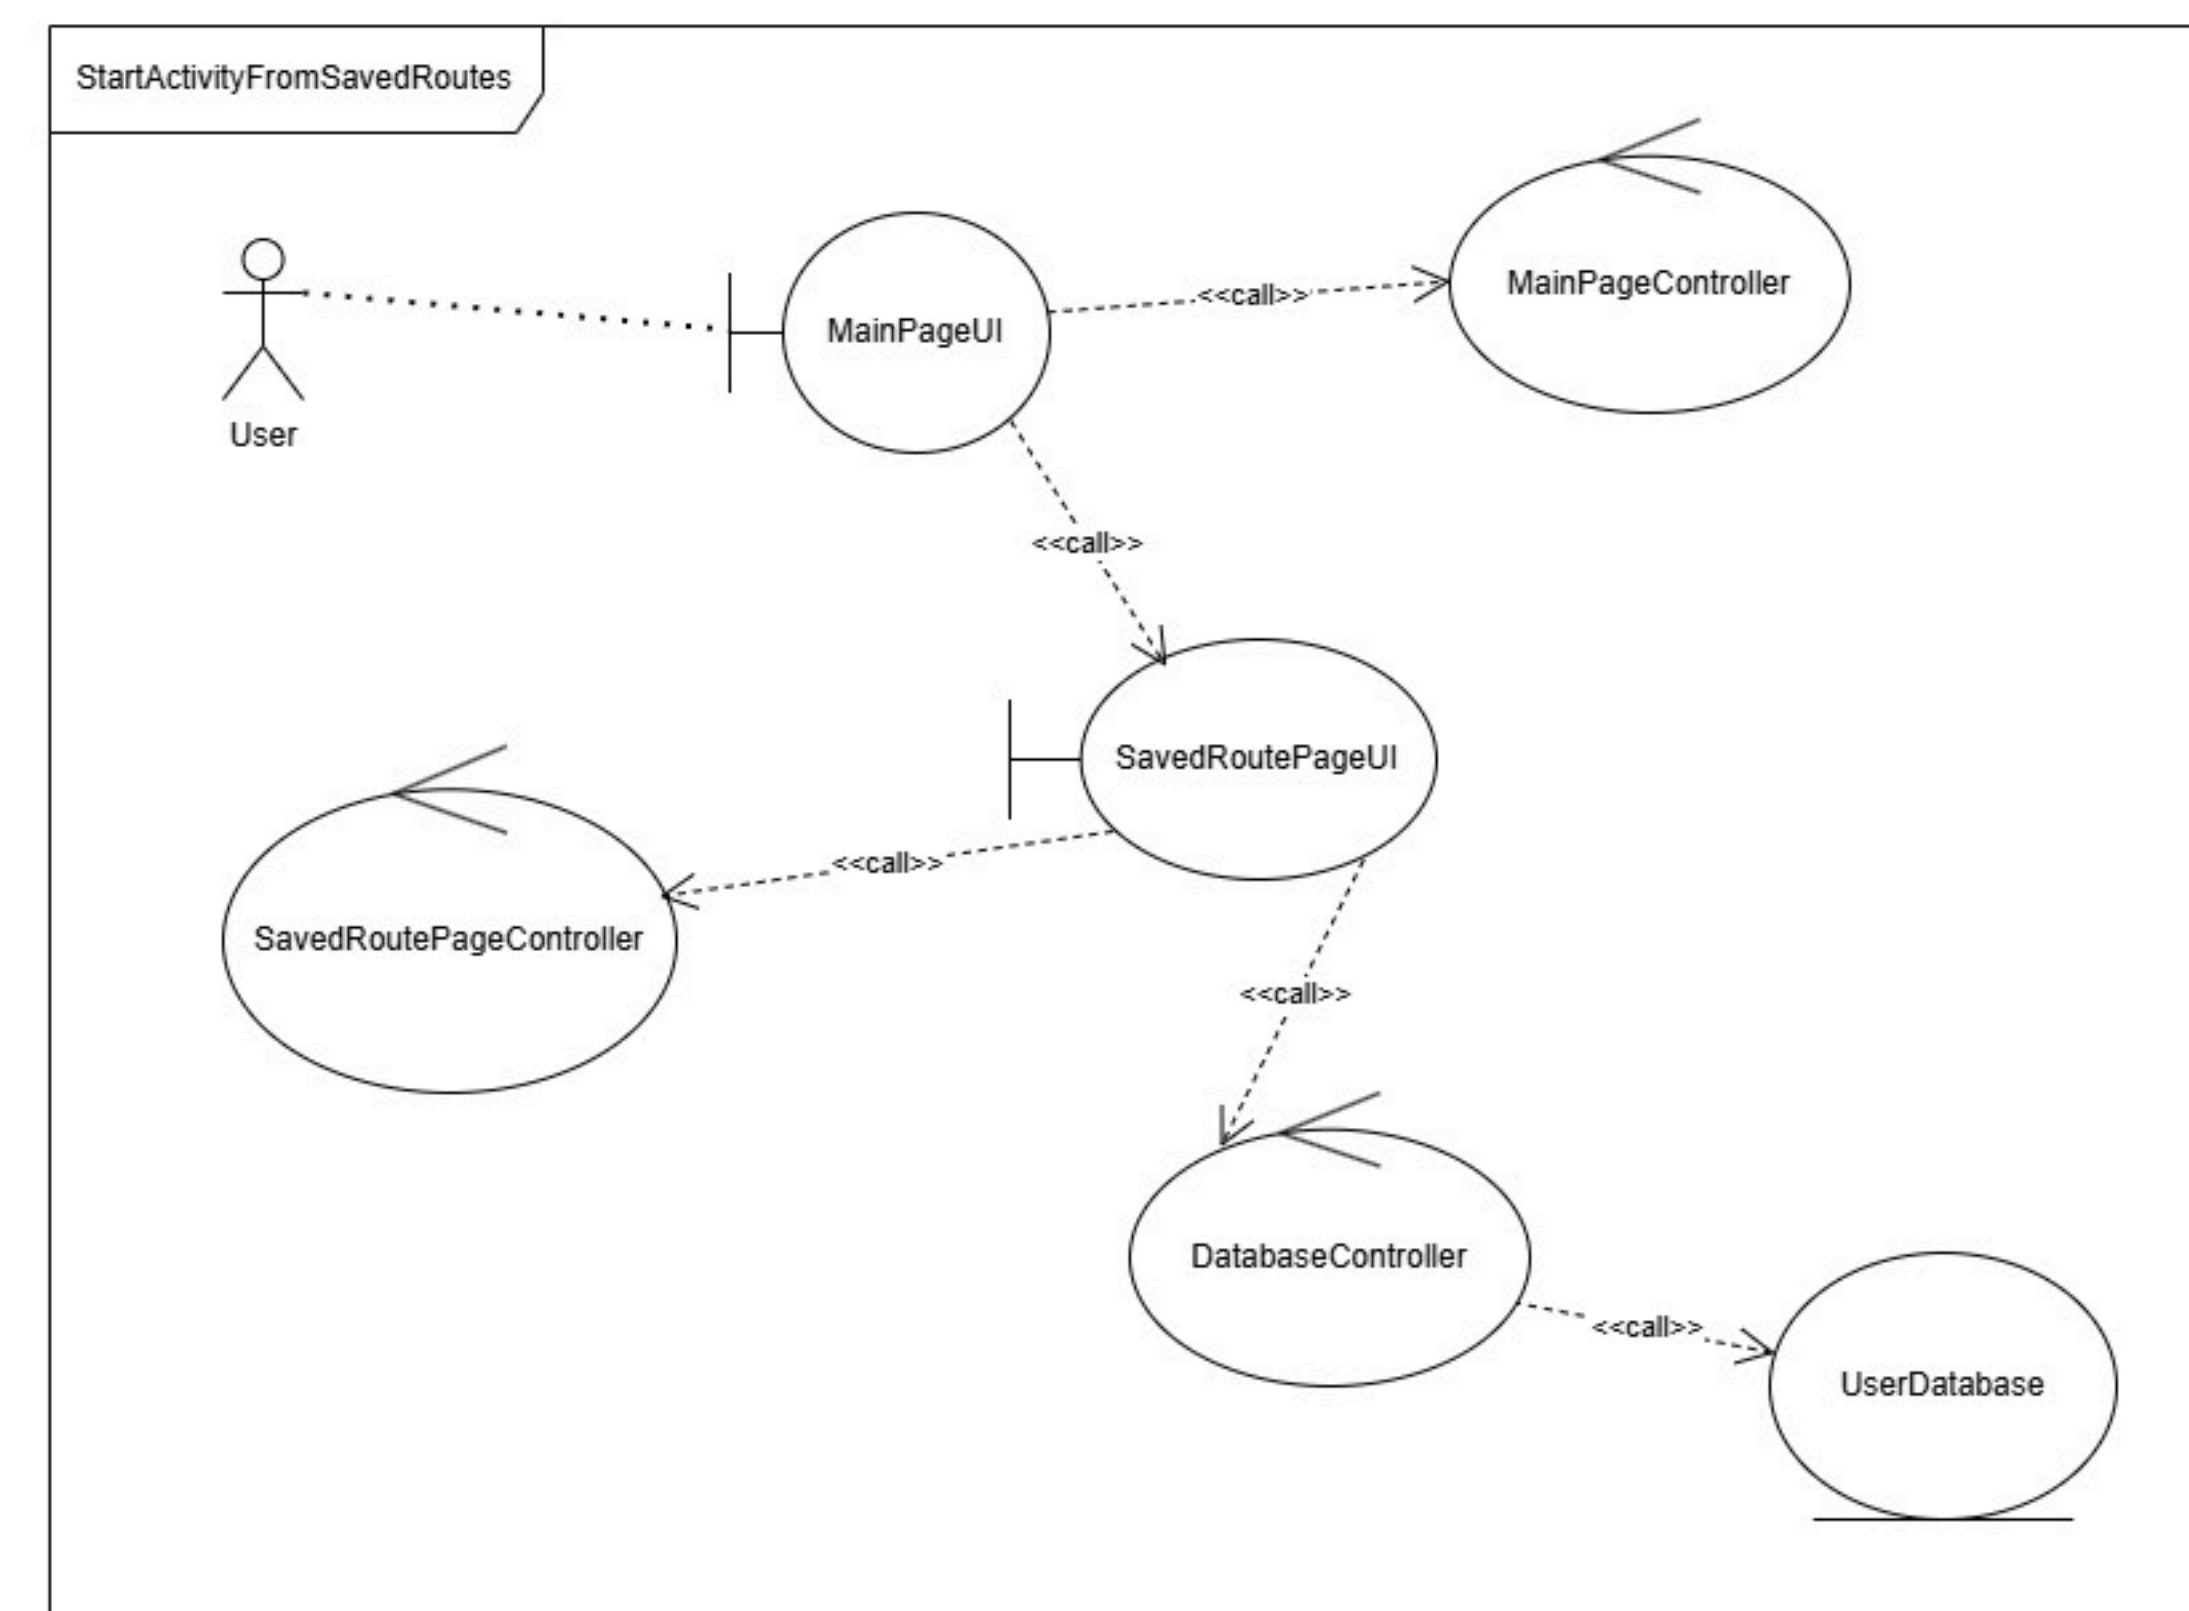 StartActivityFromSavedRoutes
MainPageController
<<call>>
MainPageUI
User
<<call>>
SavedRoutePageUI
<<call>>
SavedRoutePageController
<<call>>
DatabaseController
<<call>>
UserDatabase